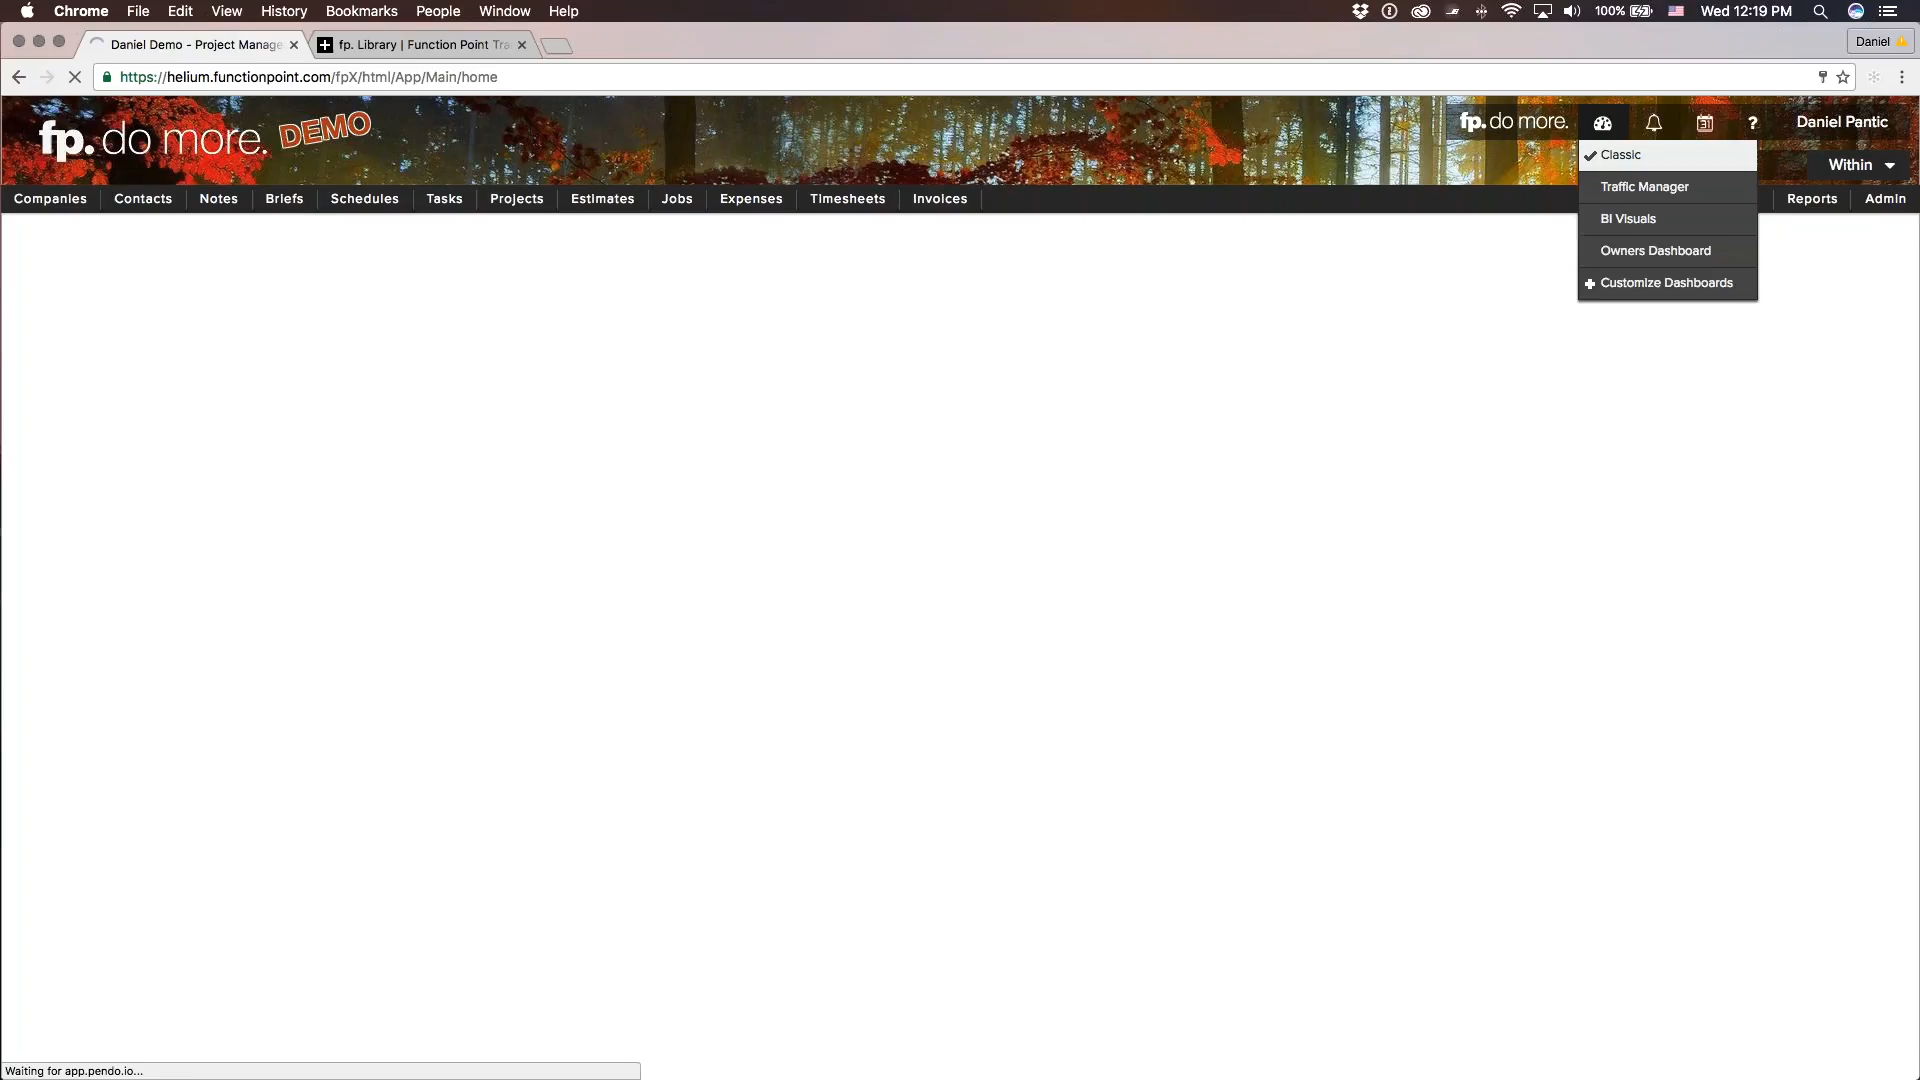 Chrome File Edit View History Bookmarks People Window Help 100% Wed 12:19 PM
Daniel Demo - Project Manage fp. Library | Function Point Tra Daniel
https://helium.functionpoint.com/fpX/html/App/Main/home
fp. do more. DEMO
fp. do more. 31 ? Daniel Pantic
Within
Companies Contacts Notes Briefs Schedules Tasks Projects Estimates Jobs Expenses Timesheets Invoices Reports Admin
Classic
Traffic Manager
BI Visuals
Owners Dashboard
Customize Dashboards
Waiting for app.pendo.io...